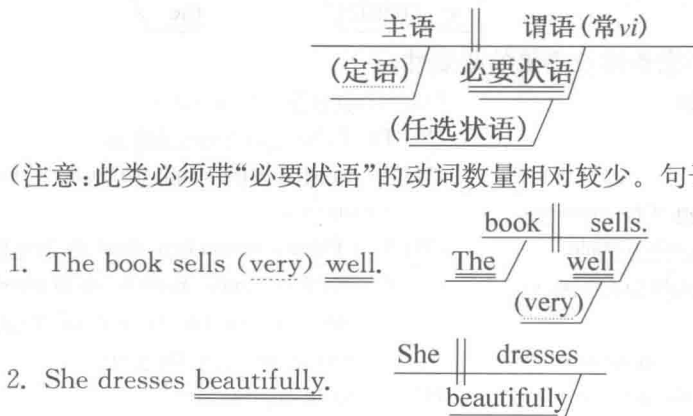 主语 谓语(常vi)
(定语) 必要状语
(任选状语)
(注意:此类必须带“必要状语”的动词数量相对较少。句
book sells.
1. The book sells (very) well. The well
(very)
She dresses
2. She dresses beautifully. beautifully